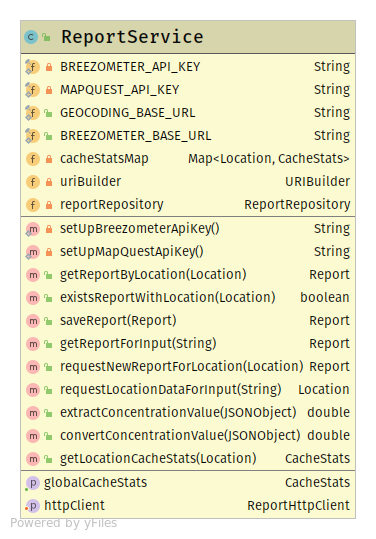 c ReportService
f BREEZOMETER_API_KEY String
f MAPQUEST_API_KEY String
f GEOCODING_BASE_URL String
f BREEZOMETER_BASE_URL String
f cacheStatsMap Map<Location, CacheStats>
f uriBuilder URIBuilder
f reportRepository ReportRepository
m setUpBreezometerApiKey() String
m setUpMapQuestApiKey() String
m getReportByLocation(Location) Report
m existsReportWithLocation(Location) boolean
m saveReport(Report) Report
m getReportForInput(String) Report
m requestNewReportForLocation(Location) Report
m requestLocationDataForInput(String) Location
m extractConcentrationValue(JSONObject) double
m convertConcentrationValue(JSONObject) double
m getLocationCacheStats(Location) CacheStats
p globalCacheStats CacheStats
p httpClient ReportHttpClient
Powered by yFiles